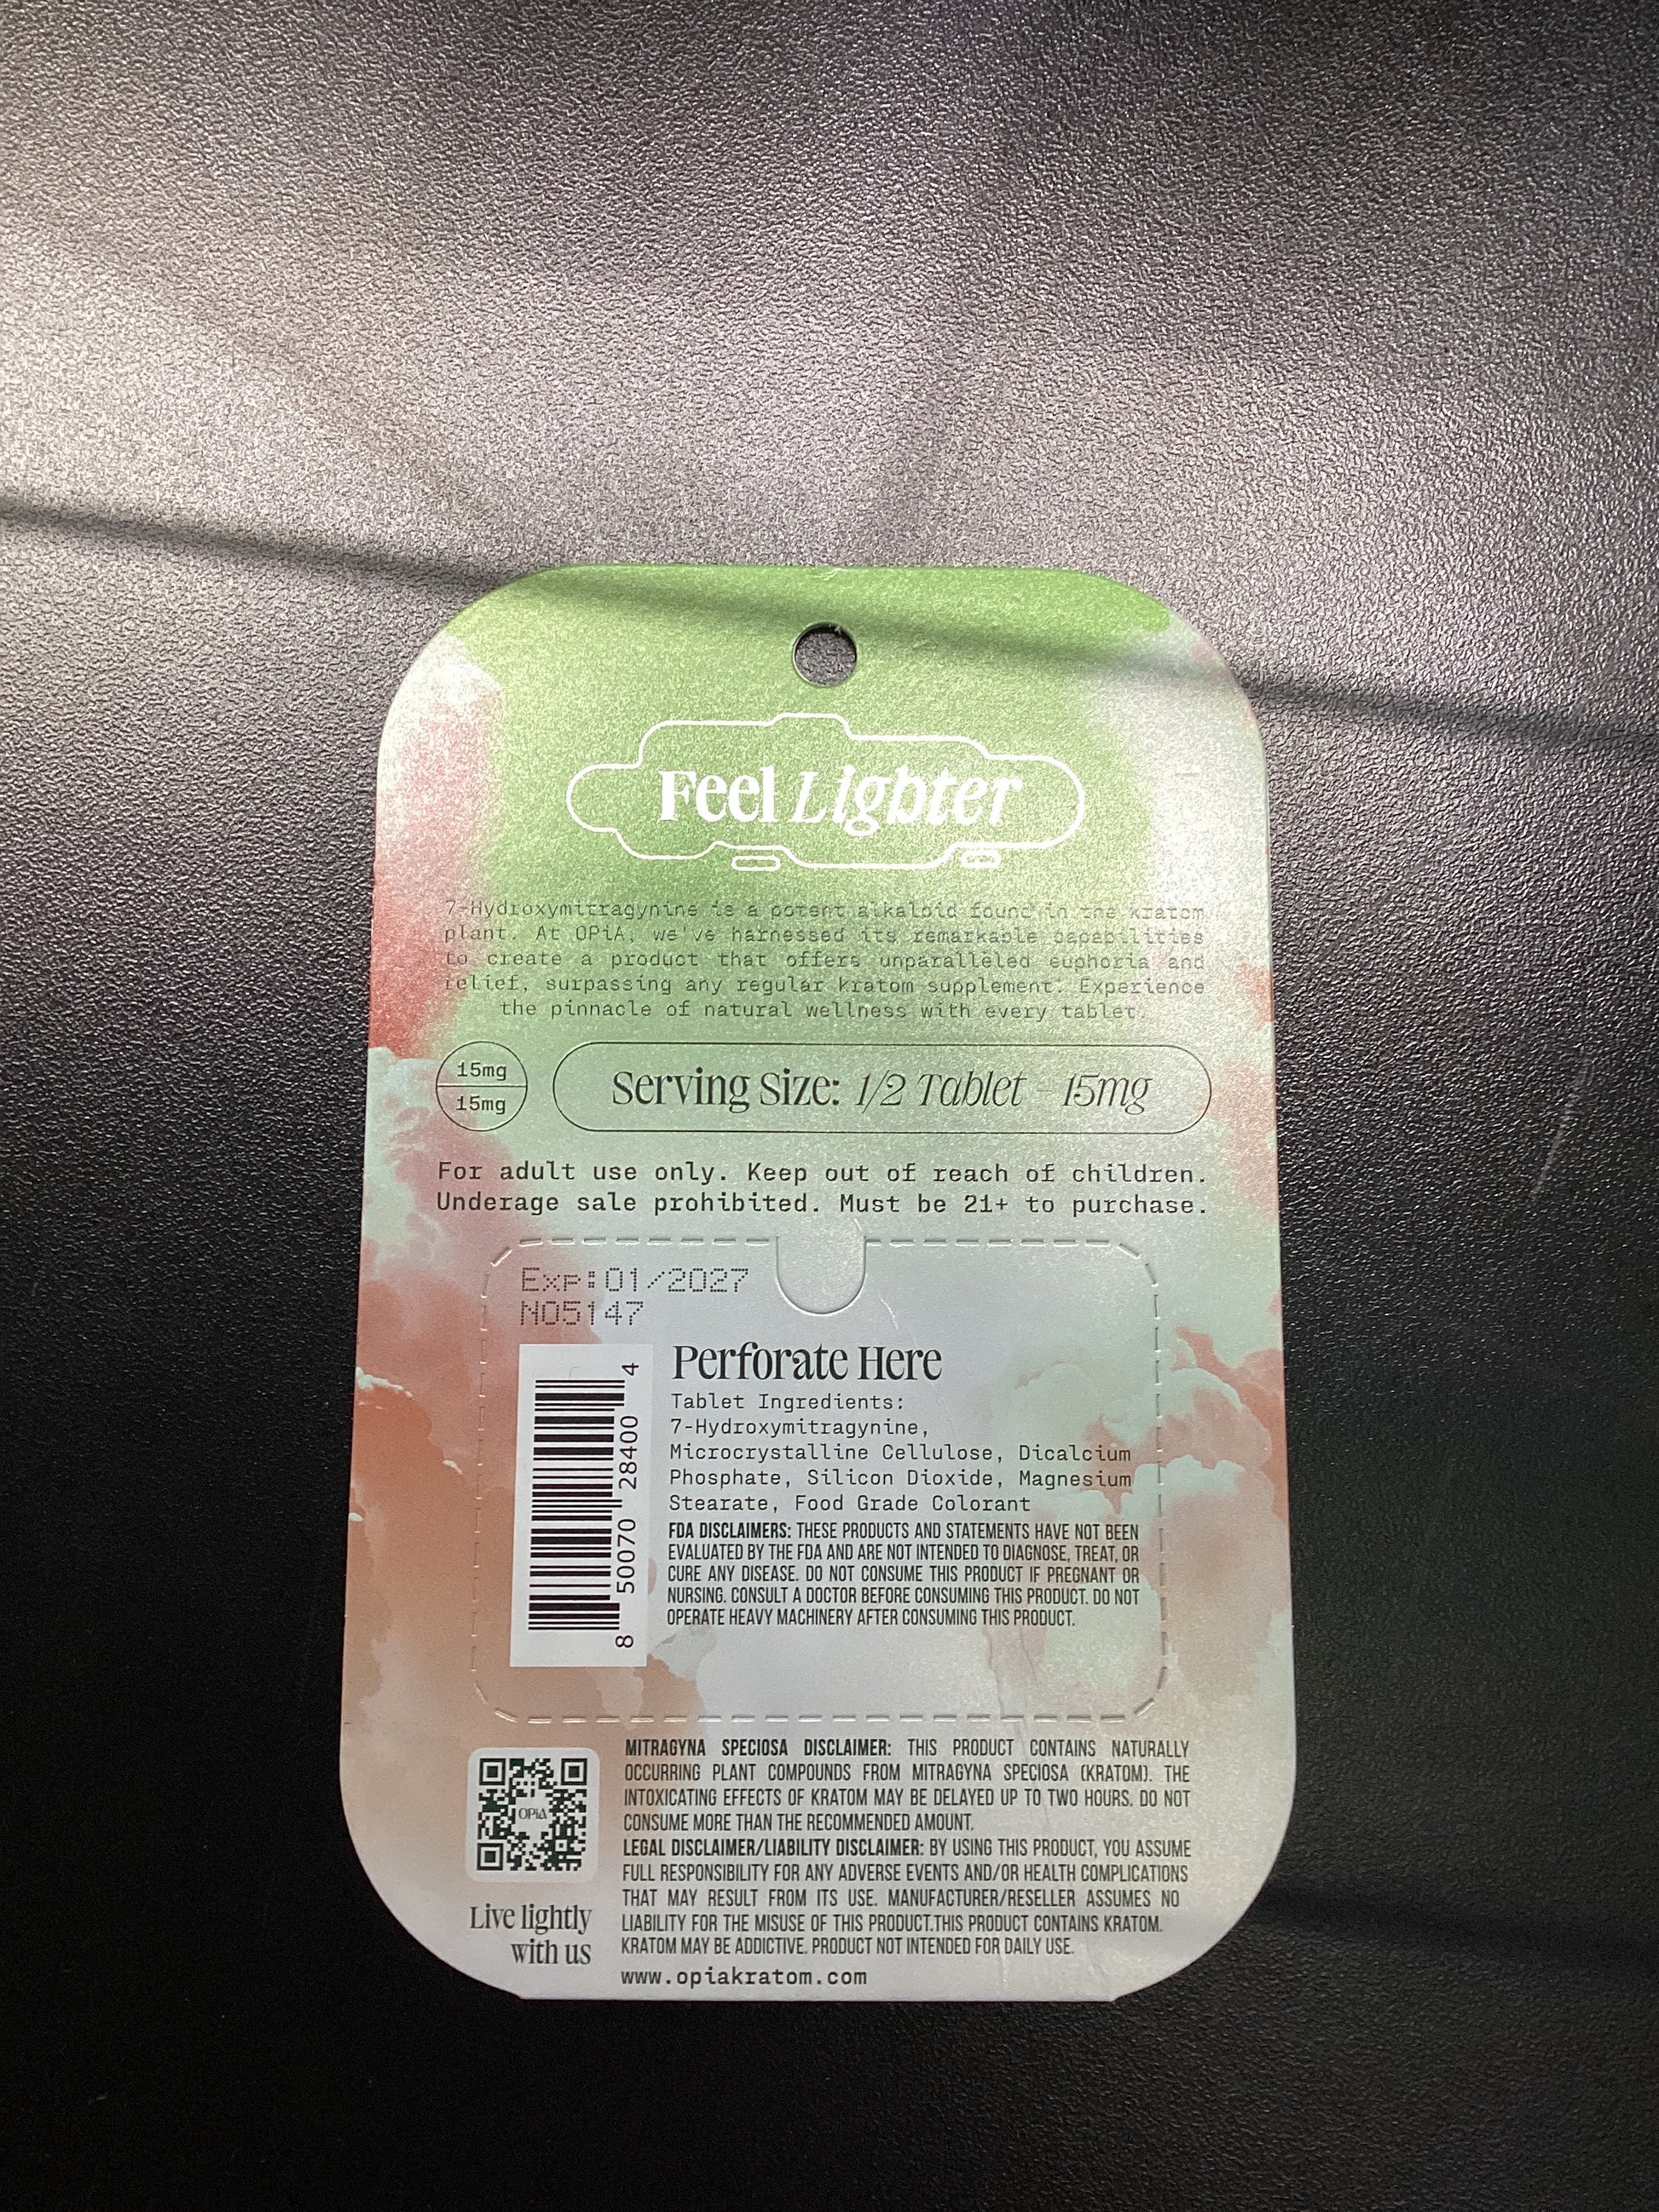 Feel Lighter
7-Hydroxymitragynine is a potent alkaloid found in the kratom
plant. At OPiA, we've harnessed its remarkable capabilities
to create a product that offers unparalleled euphoria and
relief, surpassing any regular kratom supplement. Experience
the pinnacle of natural wellness with every tablet.
15mg
15mg
Serving Size: 1/2 Tablet - 15mg
For adult use only. Keep out of reach of children.
Underage sale prohibited. Must be 21+ to purchase.
Exp:01/2027
N05147
8 50070 28400 4
Perforate Here
Tablet Ingredients:
7-Hydroxymitragynine,
Microcrystalline Cellulose, Dicalcium
Phosphate, Silicon Dioxide, Magnesium
Stearate, Food Grade Colorant
FDA DISCLAIMERS: THESE PRODUCTS AND STATEMENTS HAVE NOT BEEN
EVALUATED BY THE FDA AND ARE NOT INTENDED TO DIAGNOSE, TREAT, OR
CURE ANY DISEASE. DO NOT CONSUME THIS PRODUCT IF PREGNANT OR
NURSING. CONSULT A DOCTOR BEFORE CONSUMING THIS PRODUCT. DO NOT
OPERATE HEAVY MACHINERY AFTER CONSUMING THIS PRODUCT.
OPiA
Live lightly
with us
MITRAGYNA SPECIOSA DISCLAIMER: THIS PRODUCT CONTAINS NATURALLY
OCCURRING PLANT COMPOUNDS FROM MITRAGYNA SPECIOSA (KRATOM). THE
INTOXICATING EFFECTS OF KRATOM MAY BE DELAYED UP TO TWO HOURS. DO NOT
CONSUME MORE THAN THE RECOMMENDED AMOUNT.
LEGAL DISCLAIMER/LIABILITY DISCLAIMER: BY USING THIS PRODUCT, YOU ASSUME
FULL RESPONSIBILITY FOR ANY ADVERSE EVENTS AND/OR HEALTH COMPLICATIONS
THAT MAY RESULT FROM ITS USE. MANUFACTURER/RESELLER ASSUMES NO
LIABILITY FOR THE MISUSE OF THIS PRODUCT.THIS PRODUCT CONTAINS KRATOM.
KRATOM MAY BE ADDICTIVE. PRODUCT NOT INTENDED FOR DAILY USE.
www.opiakratom.com